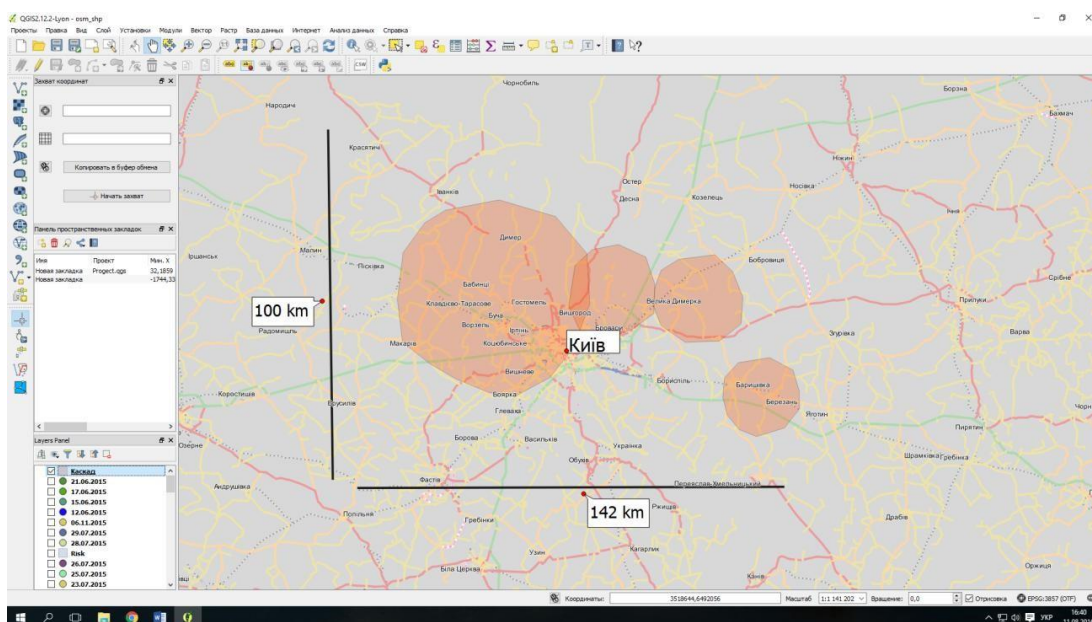 QGIS2.12.2-Lyon - osm_shp
Проекты Правка Вид Слой Установки Модули Вектор Растр База данных Интернет Анализ данных Справка
Захват координат
Копировать в буфер обмена
Начать захват
Панель пространственных закладок
Имя Проект Мин. X
Новая закладка Progect.qgs 32,1859
Новая закладка -1744,33
Layers Panel
Каскад
21.06.2015
17.06.2015
15.06.2015
12.06.2015
06.11.2015
29.07.2015
28.07.2015
Risk
26.07.2015
25.07.2015
23.07.2015
Чорнобиль
Борзна
Народичі
Бахмач
Красятичі
Ніжин
Остер
Носівка
Іванків
Десна
Козелець
Ічня
Димер
Малин
Іршанськ
Пісківка
Бобровиця
Бабинці
Срібне
Клавдієво-Тарасове
Гостомель
Велика Димерка
Прилуки
100 km
Буча
Вишгород
Радомишль
Ворзель
Ірпінь
Бровари
Згурівка
Варва
Макарів
Коцюбинське
Київ
Вишневе
Бориспіль
Баришівка
Коростишів
Боярка
Березань
Брусилів
Глеваха
Яготин
Пирятин
Озерне
Борова
Васильків
Українка
Обухів
Шрамківка
Гребінка
Андрушівка
Фастів
Переяслав-Хмельницький
142 km
Ржищів
Попільня
Гребінки
Драбів
Узин
Кагарлик
Біла Церква
Канів
Оржиця
Координаты: 3518644,6492056 Масштаб 1:1 141 202 Вращение: 0,0 Отрисовка EPSG:3857 (OTF)
УКР
16:40